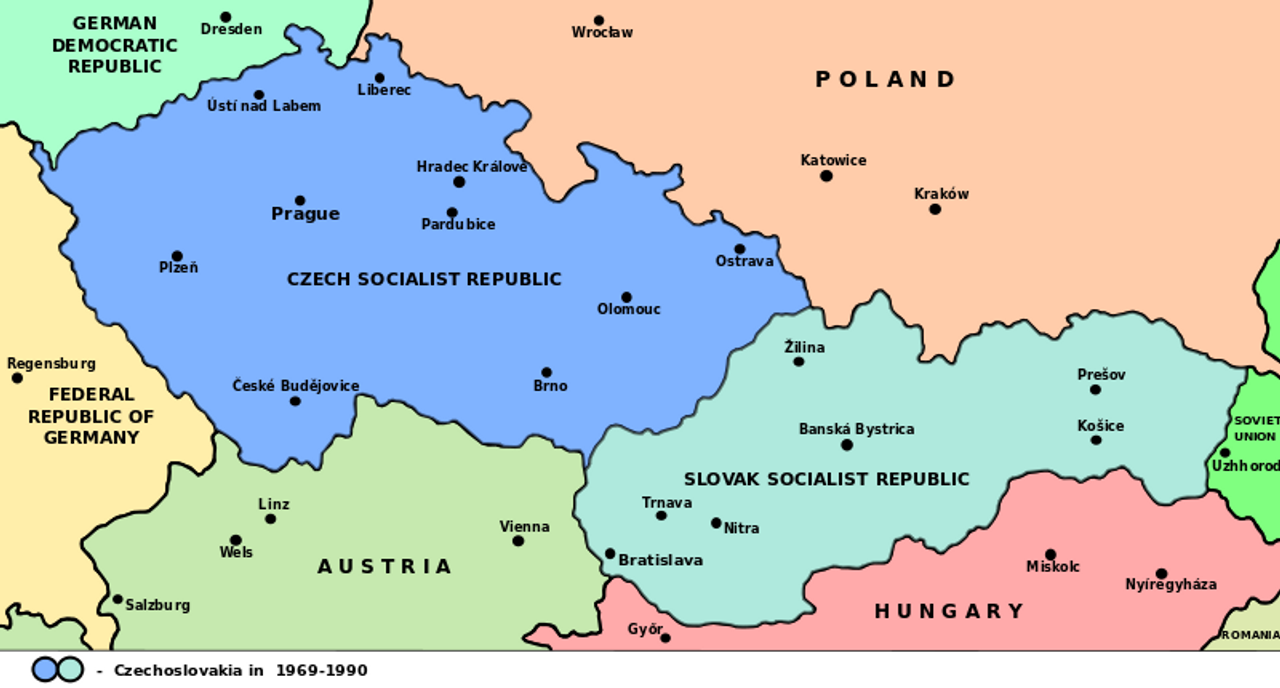 GERMAN
DEMOCRATIC
REPUBLIC
Dresden
Wrocław
POLAND
Liberec
Ústí nad Labem
Katowice
Hradec Králové
Kraków
Prague
Pardubice
Plzeň
Ostrava
CZECH SOCIALIST REPUBLIC
Olomouc
Žilina
Regensburg
Prešov
FEDERAL
REPUBLIC OF
GERMANY
České Budějovice
Brno
SOVIET
UNION
Košice
Banská Bystrica
Uzhhorod
SLOVAK SOCIALIST REPUBLIC
Linz
Trnava
Vienna
Nitra
Wels
Bratislava
AUSTRIA
Miskolc
Nyíregyháza
Salzburg
HUNGARY
Győr
ROMANIA
- Czechoslovakia in 1969-1990